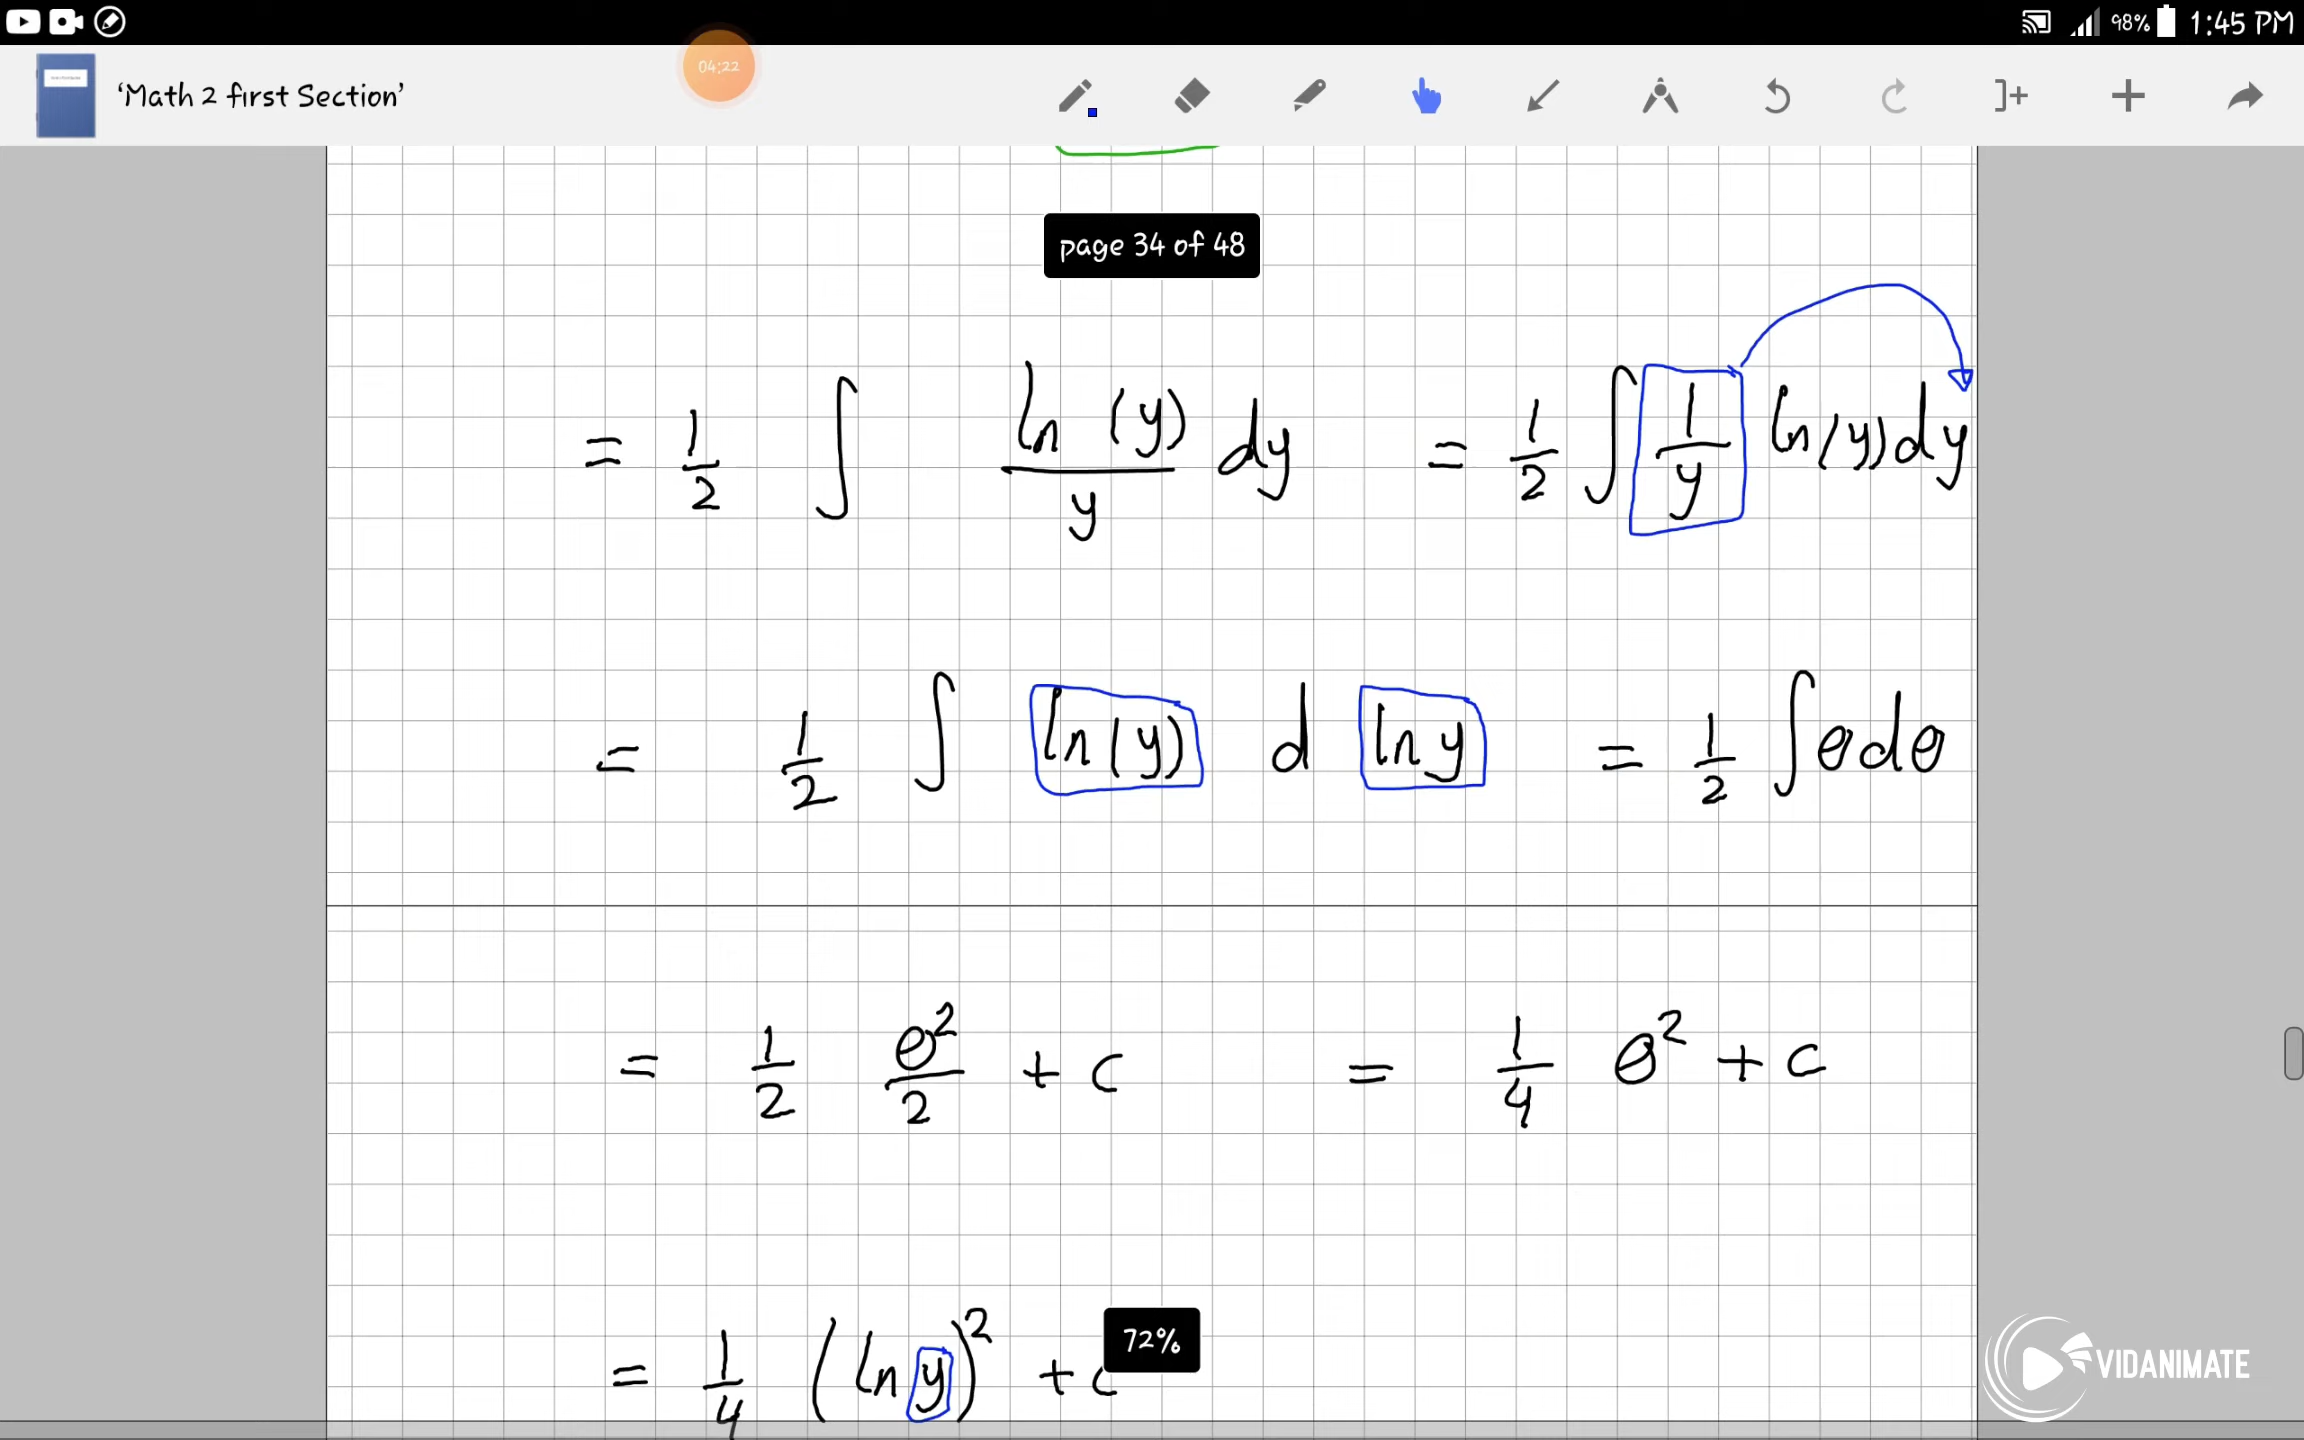 98% 1:45 PM
'Math 2 first Section'
04:22
page 34 of 48
= 1/2 ∫ ln (y)/y dy = 1/2 ∫ 1/y ln(y) dy
= 1/2 ∫ ln(y) d ln y = 1/2 ∫ θ dθ
= 1/2 θ²/2 + c = 1/4 θ² + c
= 1/4 (ln y)² + c
72%
VIDANIMATE